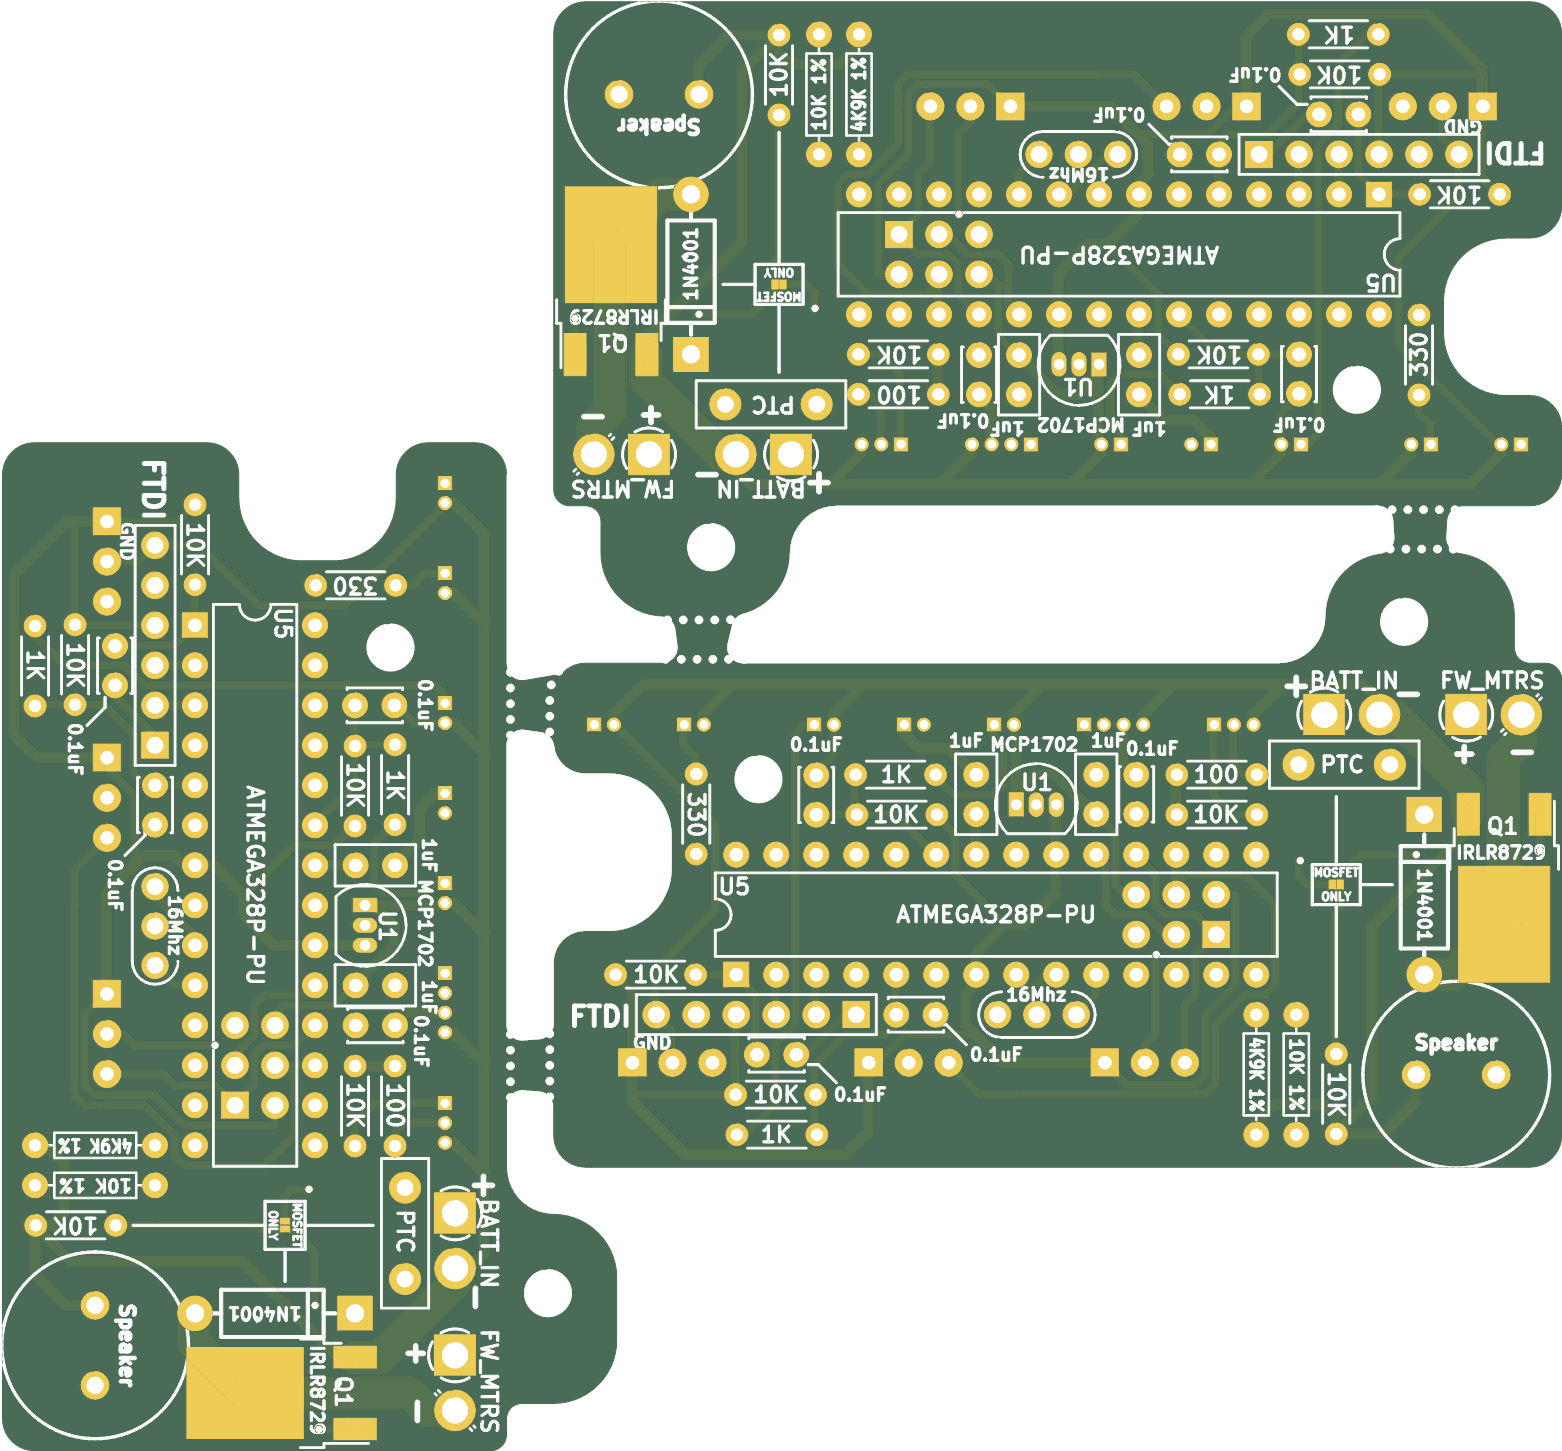 Speaker
10K
10K 1%
4K9K 1%
1K
10K
0.1uF
0.1uF
GND
FTDI
16Mhz
10K
1N4001
ATMEGA328P-PU
U5
MOSFET
ONLY
IRLR8729
Q1
10K
10K
330
100
1K
U1
PTC
0.1uF
1uF
MCP1702
1uF
0.1uF
- +
FW_MTRS
- +
BATT_IN
FTDI
GND
10K
330
U5
1K
10K
0.1uF
0.1uF
0.1uF
10K
1K
ATMEGA328P-PU
16Mhz
1uF
MCP1702
U1
1uF
0.1uF
10K
100
4K9K 1%
10K 1%
10K
MOSFET
ONLY
PTC
+
BATT_IN
-
Speaker
1N4001
IRLR8729
Q1
+
FW_MTRS
-
+ BATT_IN -
FW_MTRS
+ -
0.1uF
1uF
MCP1702
1uF
0.1uF
PTC
330
1K
U1
100
10K
10K
Q1
IRLR8729
U5
MOSFET
ONLY
1N4001
ATMEGA328P-PU
10K
16Mhz
FTDI
GND
0.1uF
10K
0.1uF
1K
4K9K 1%
10K 1%
10K
Speaker